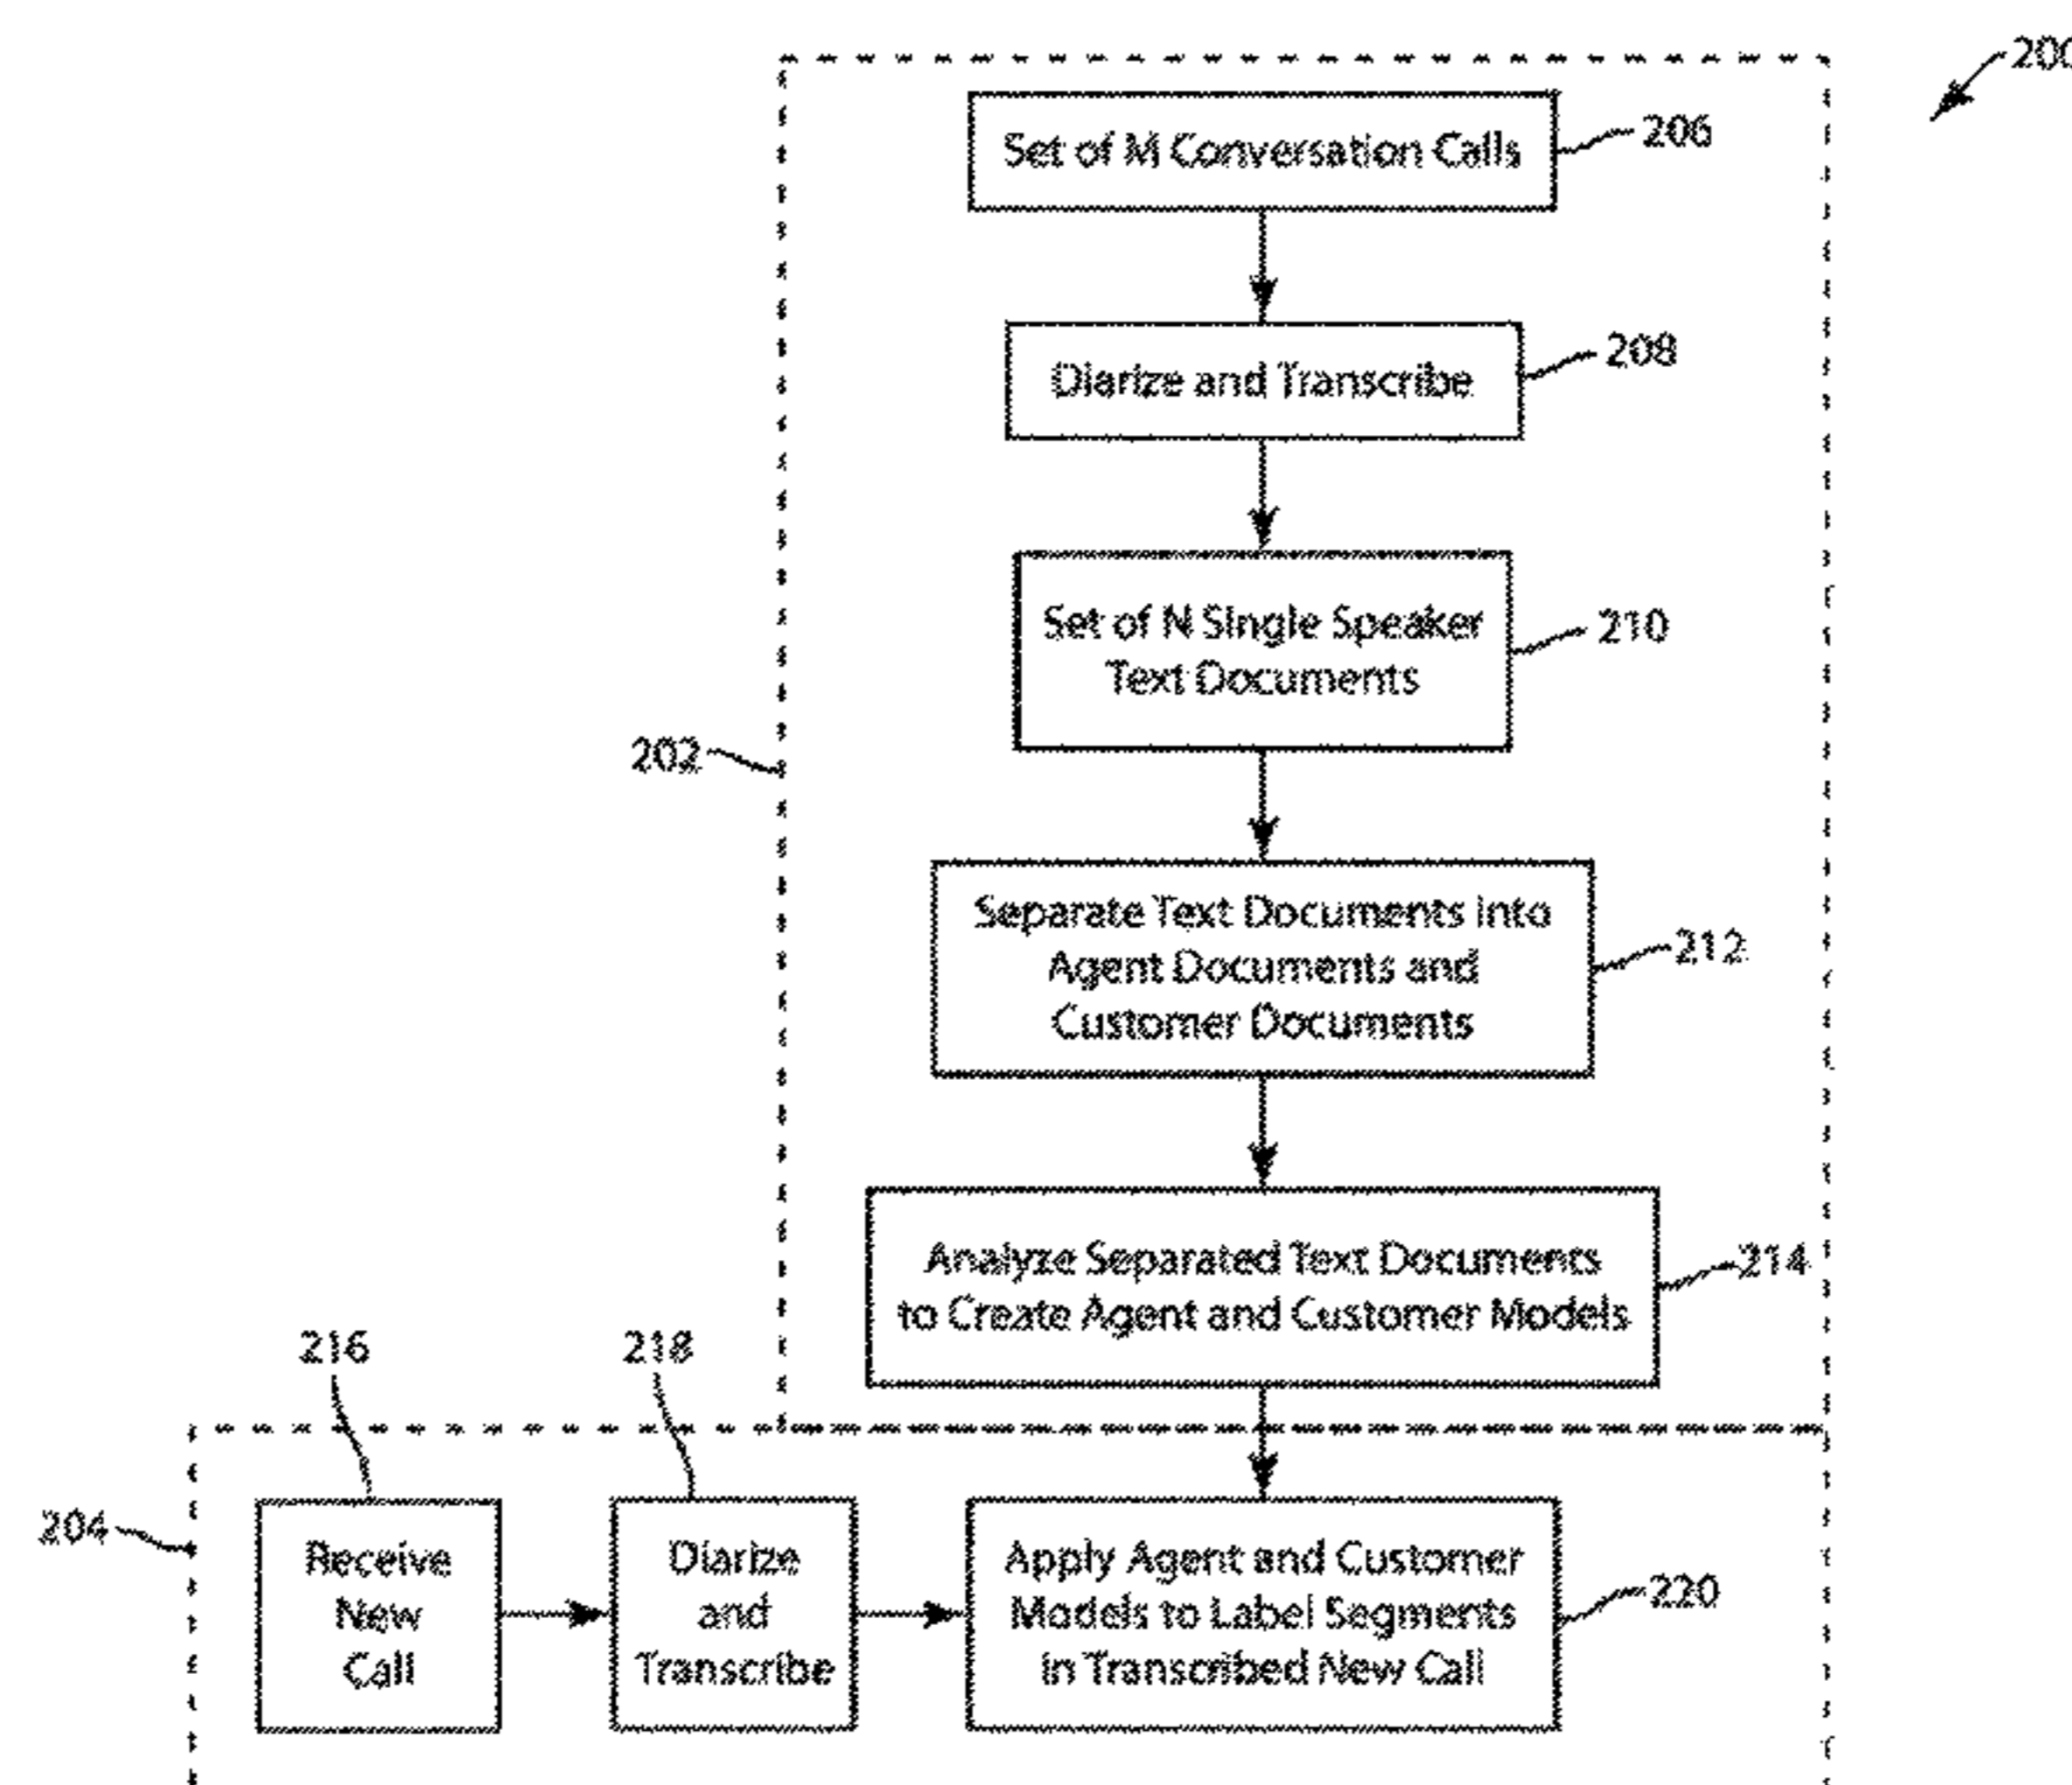 200
Set of M Conversation Calls
206
Diarize and Transcribe
208
Set of N Single Speaker
Text Documents
210
202
Separate Text Documents Into
Agent Documents and
Customer Documents
212
Analyze Separated Text Documents
to Create Agent and Customer Models
214
216
218
204
Receive
New
Call
Diarize
and
Transcribe
Apply Agent and Customer
Models to Label Segments
in Transcribed New Call
220